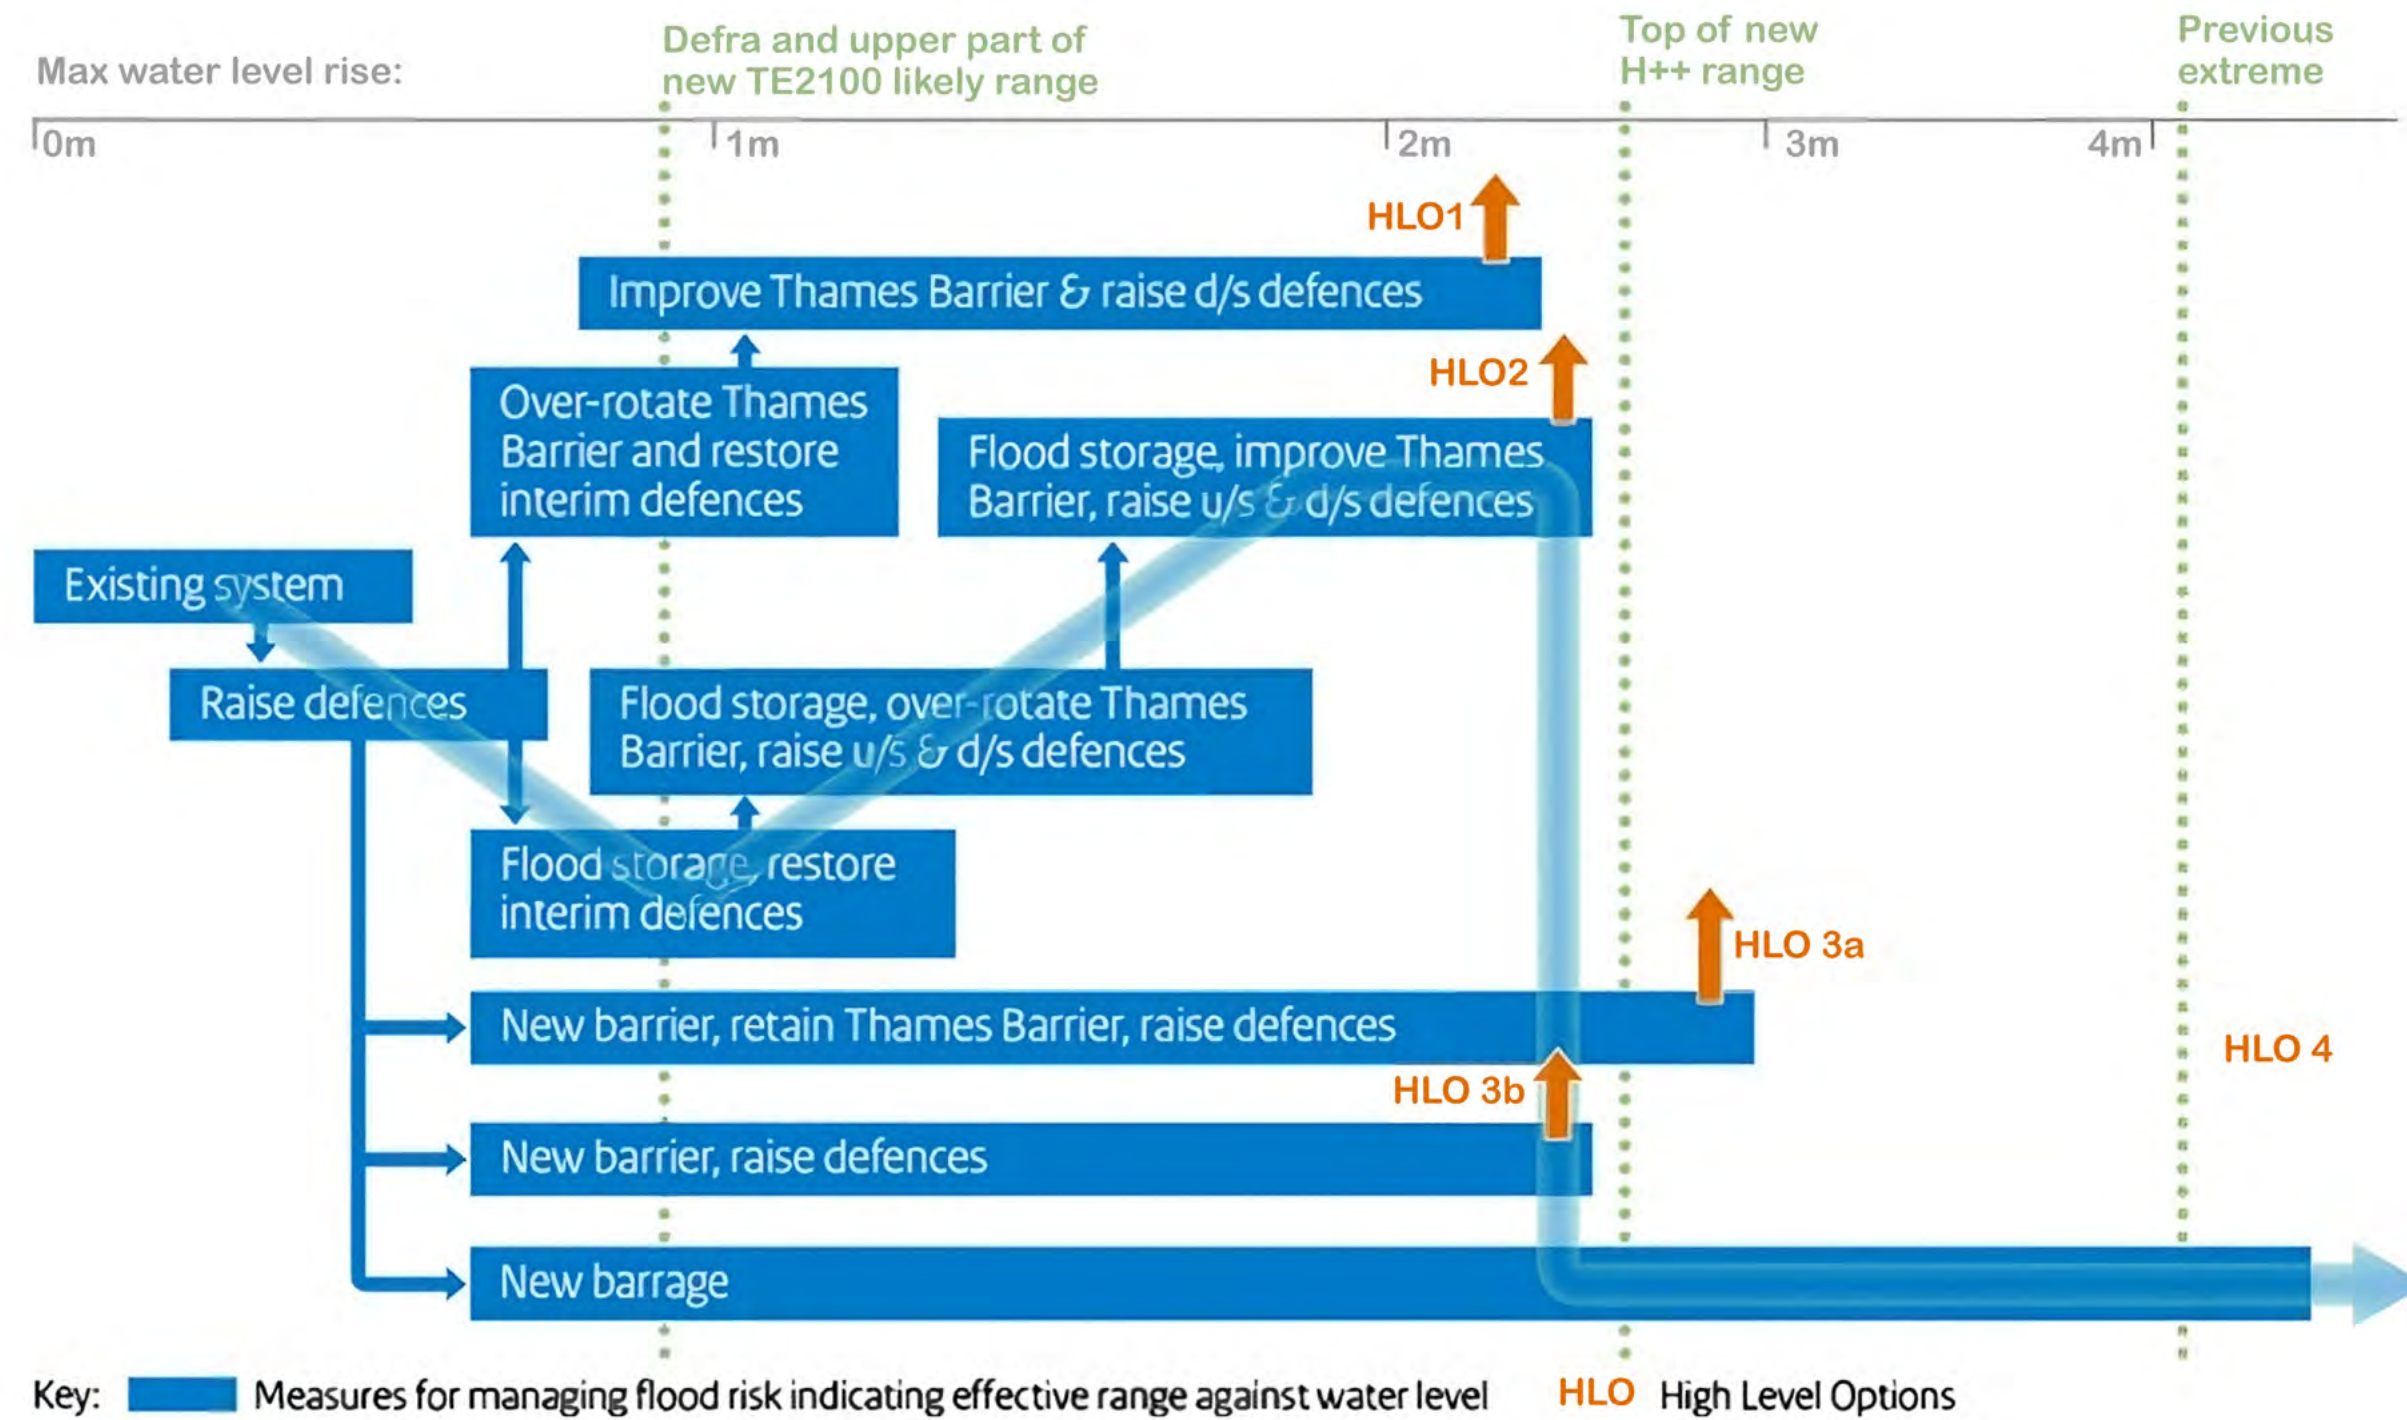 Max water level rise:
Defra and upper part of
new TE2100 likely range
Top of new
H++ range
Previous
extreme
0m
1m
2m
3m
4m
HLO1
Improve Thames Barrier & raise d/s defences
HLO2
Over-rotate Thames
Barrier and restore
interim defences
Flood storage, improve Thames
Barrier, raise u/s & d/s defences
Existing system
Raise defences
Flood storage, over-rotate Thames
Barrier, raise u/s & d/s defences
Flood storage, restore
interim defences
HLO 3a
New barrier, retain Thames Barrier, raise defences
HLO 4
HLO 3b
New barrier, raise defences
New barrage
Key:
Measures for managing flood risk indicating effective range against water level
HLO High Level Options